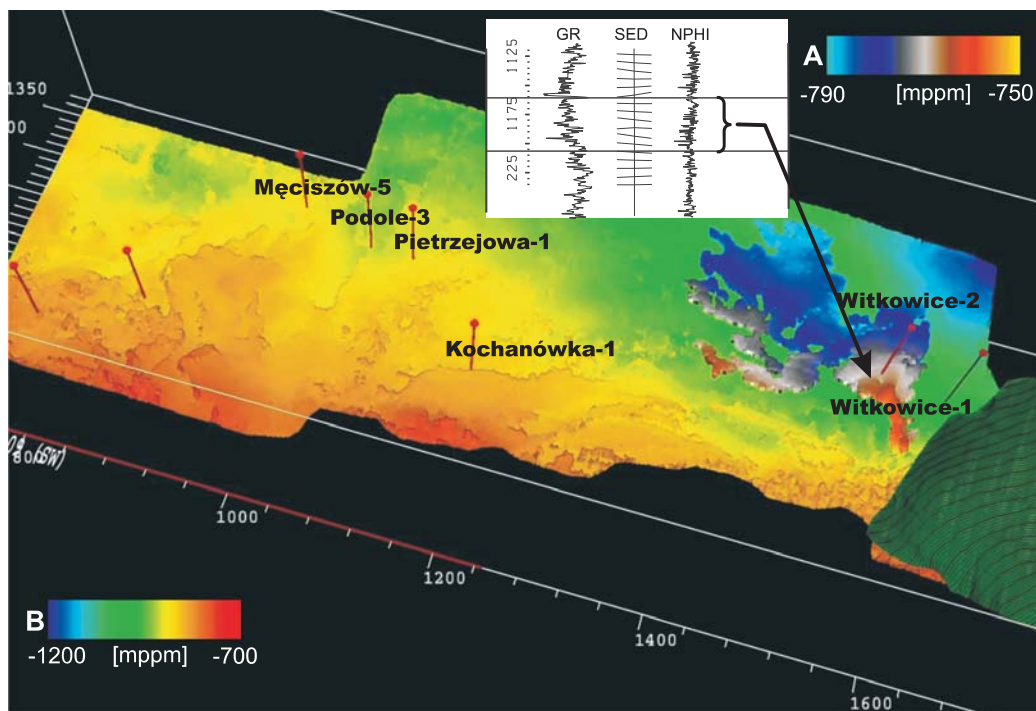 GR SED NPHI
1125
1175
225
A
-790 [mppm] -750
1350
00
Męciszów-5
Podole-3
Pietrzejowa-1
Witkowice-2
Kochanówka-1
Witkowice-1
1000
1200
B
-1200 [mppm] -700
1400
1600